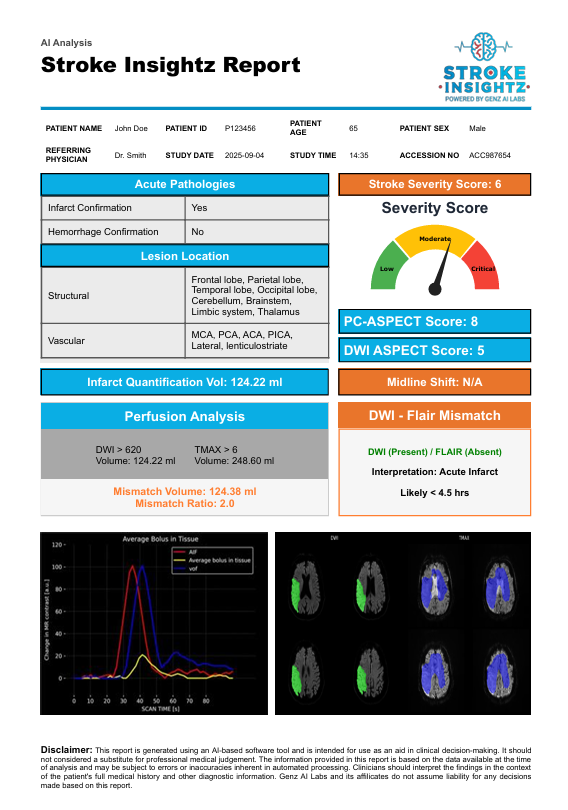 AI Analysis
Stroke Insightz Report
STROKE
INSIGHTZ
POWERED BY GENZ AI LABS
PATIENT NAME John Doe PATIENT ID P123456 PATIENT AGE 65 PATIENT SEX Male
REFERRING PHYSICIAN Dr. Smith STUDY DATE 2025-09-04 STUDY TIME 14:35 ACCESSION NO ACC987654
Acute Pathologies
Infarct Confirmation Yes
Hemorrhage Confirmation No
Lesion Location
Structural
Frontal lobe, Parietal lobe,
Temporal lobe, Occipital lobe,
Cerebellum, Brainstem,
Limbic system, Thalamus
Vascular
MCA, PCA, ACA, PICA,
Lateral, lenticulostriate
Stroke Severity Score: 6
Severity Score
Low
Moderate
Critical
PC-ASPECT Score: 8
DWI ASPECT Score: 5
Infarct Quantification Vol: 124.22 ml
Midline Shift: N/A
Perfusion Analysis
DWI > 620
Volume: 124.22 ml
TMAX > 6
Volume: 248.60 ml
Mismatch Volume: 124.38 ml
Mismatch Ratio: 2.0
DWI - Flair Mismatch
DWI (Present) / FLAIR (Absent)
Interpretation: Acute Infarct
Likely < 4.5 hrs
Average Bolus in Tissue
AIF
Average bolus in tissue
vof
Change in MR contrast [a.u.]
120
100
80
60
40
20
0
0 10 20 30 40 50 60 70 80
SCAN TIME [s]
DWI
TMAX
Disclaimer: This report is generated using an AI-based software tool and is intended for use as an aid in clinical decision-making. It should
not considered a substitute for professional medical judgement. The information provided in this report is based on the data available at the time
of analysis and may be subject to errors or inaccuracies inherent in automated processing. Clinicians should interpret the findings in the context
of the patient's full medical history and other diagnostic information. Genz AI Labs and its affilicates do not assume liability for any decisions
made based on this report.